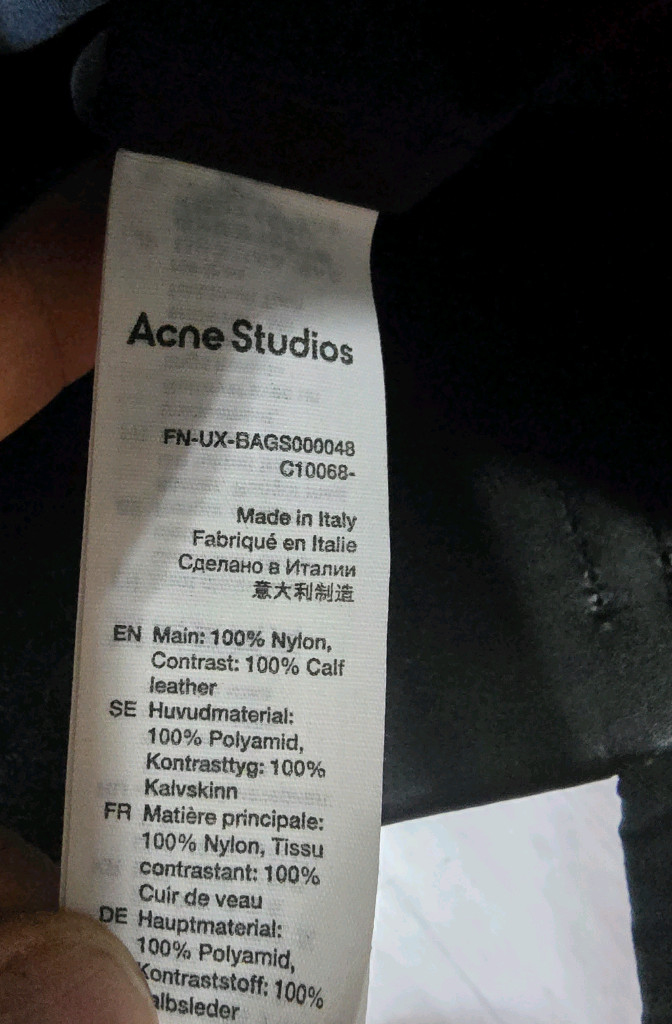 Acne Studios
FN-UX-BAGS000048
C10068-
Made in Italy
Fabriqué en Italie
Сделано в Италии
意大利制造
EN Main: 100% Nylon,
Contrast: 100% Calf
leather
SE Huvudmaterial:
100% Polyamid,
Kontrasttyg: 100%
Kalvskinn
FR Matière principale:
100% Nylon, Tissu
contrastant: 100%
Cuir de veau
DE Hauptmaterial:
100% Polyamid,
Kontraststoff: 100%
albsleder